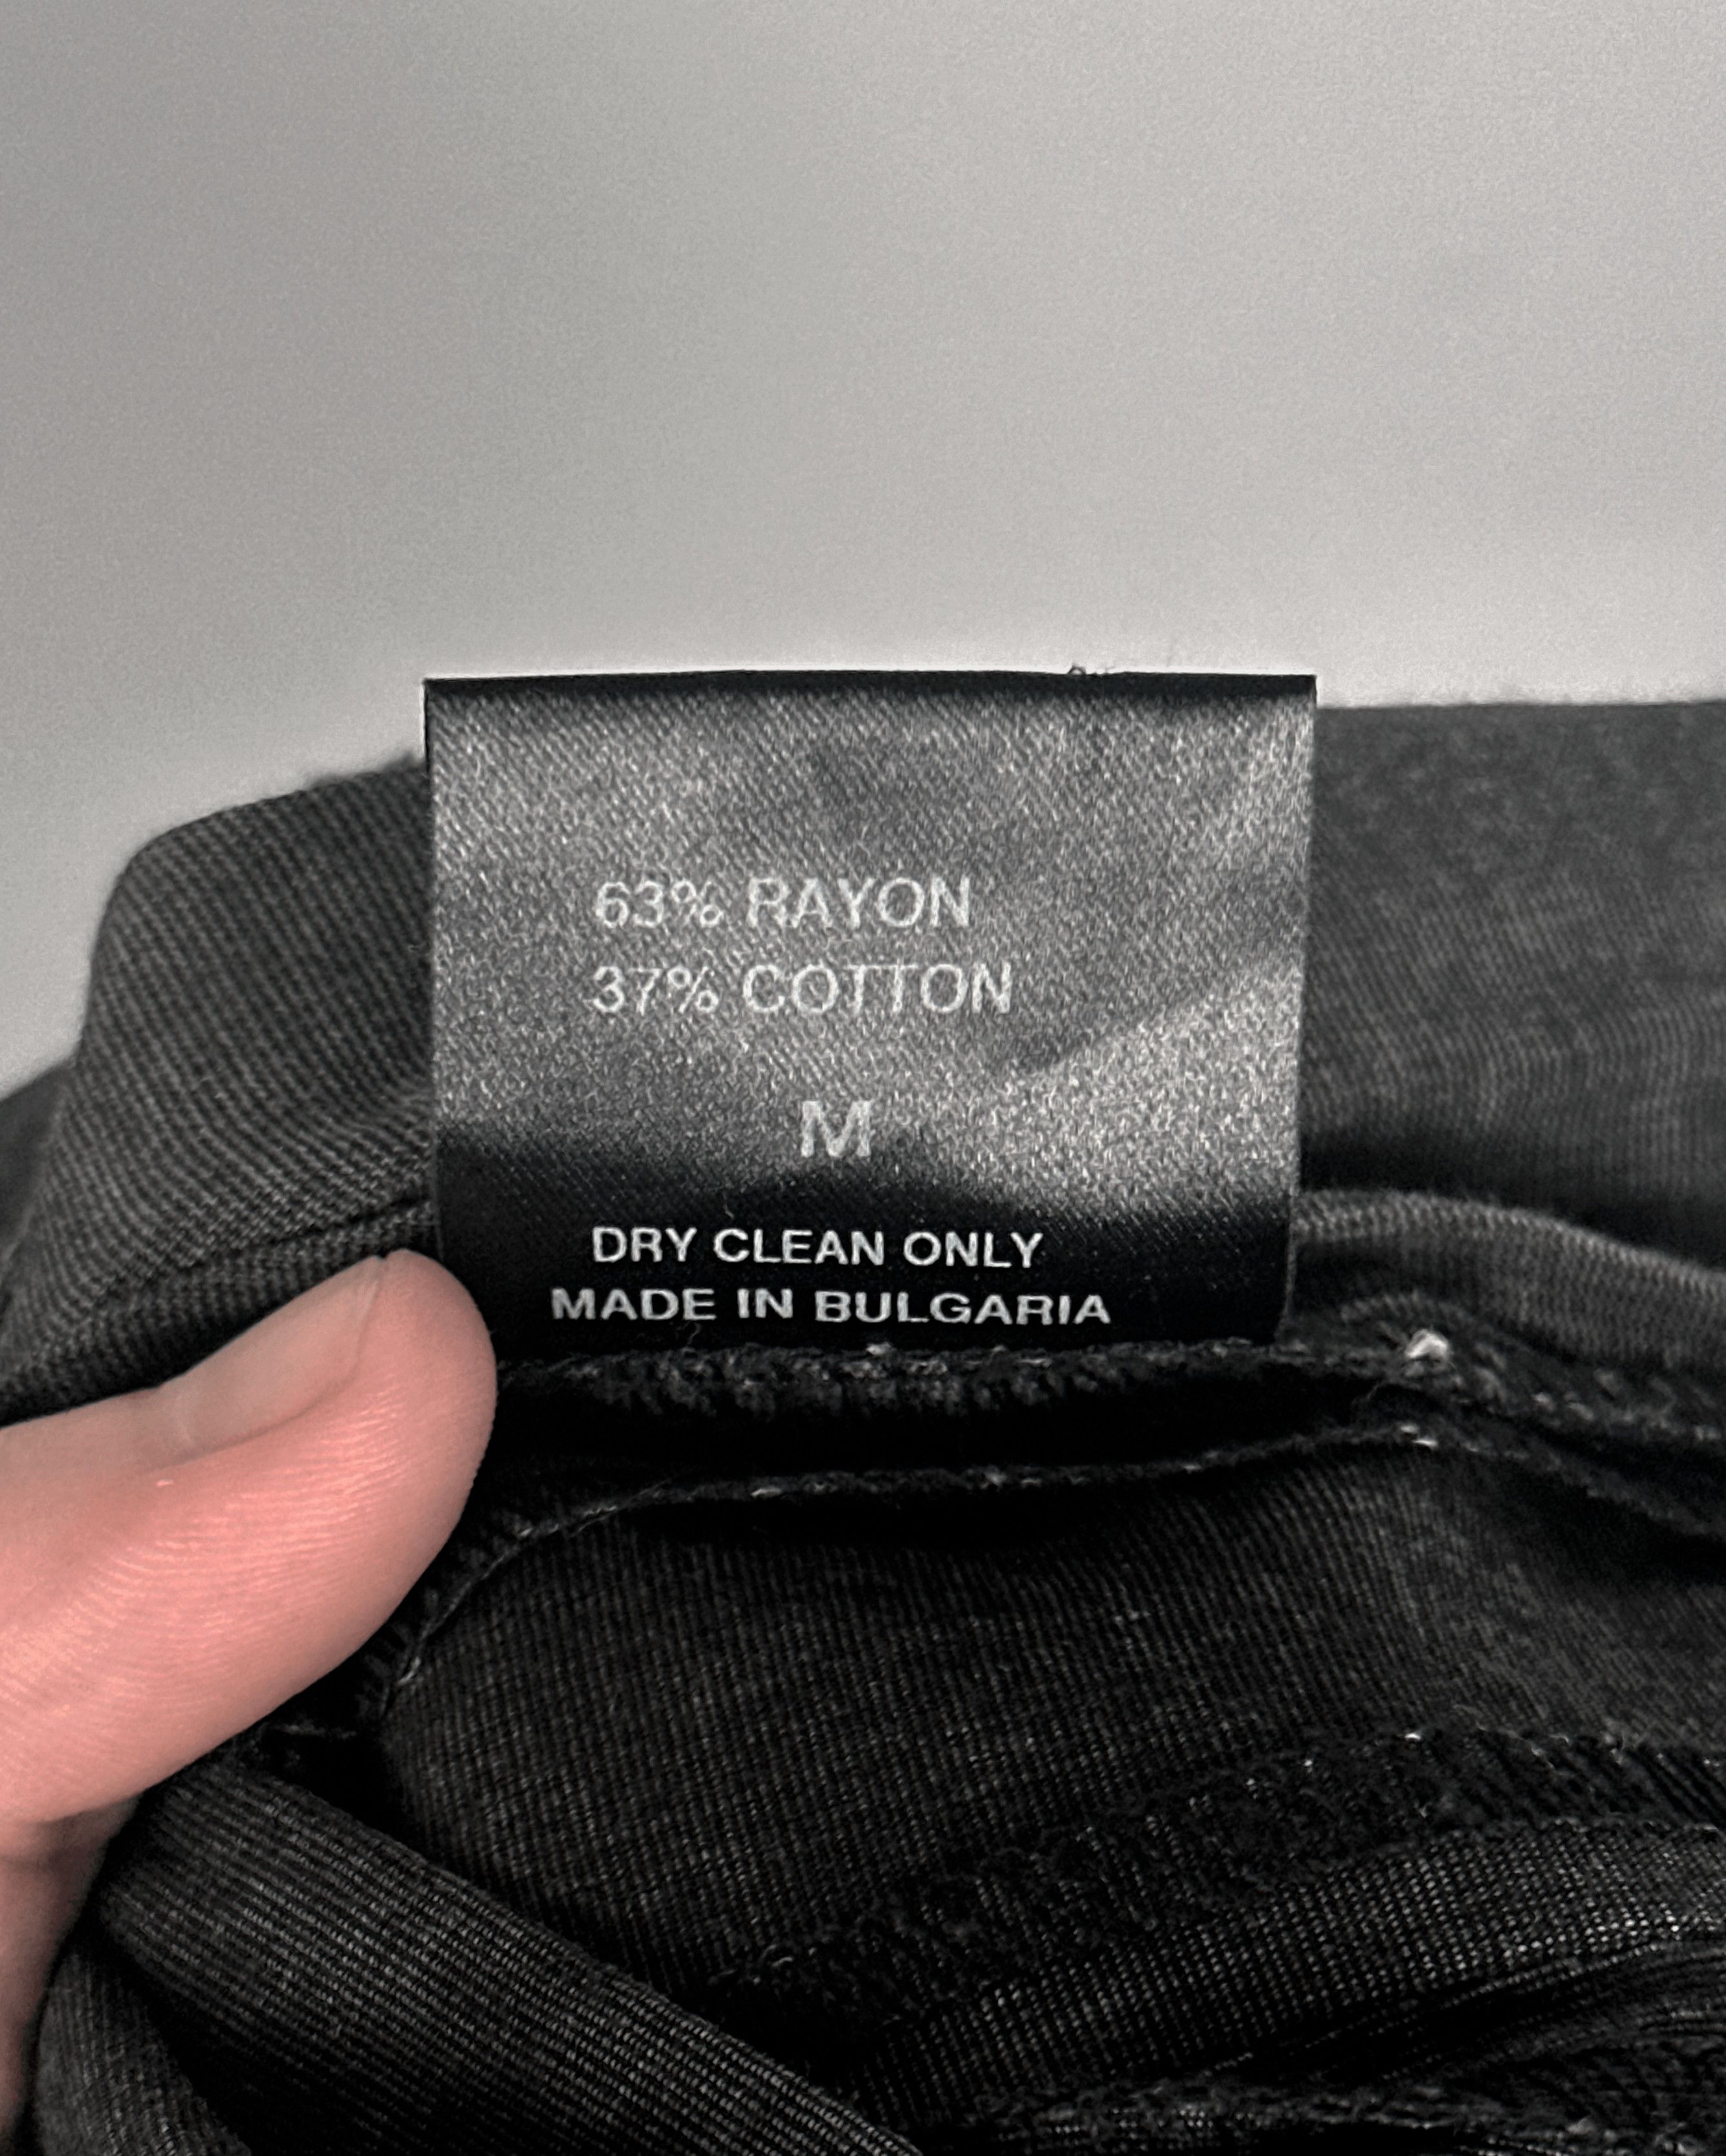 63% RAYON
37% COTTON
M
DRY CLEAN ONLY
MADE IN BULGARIA